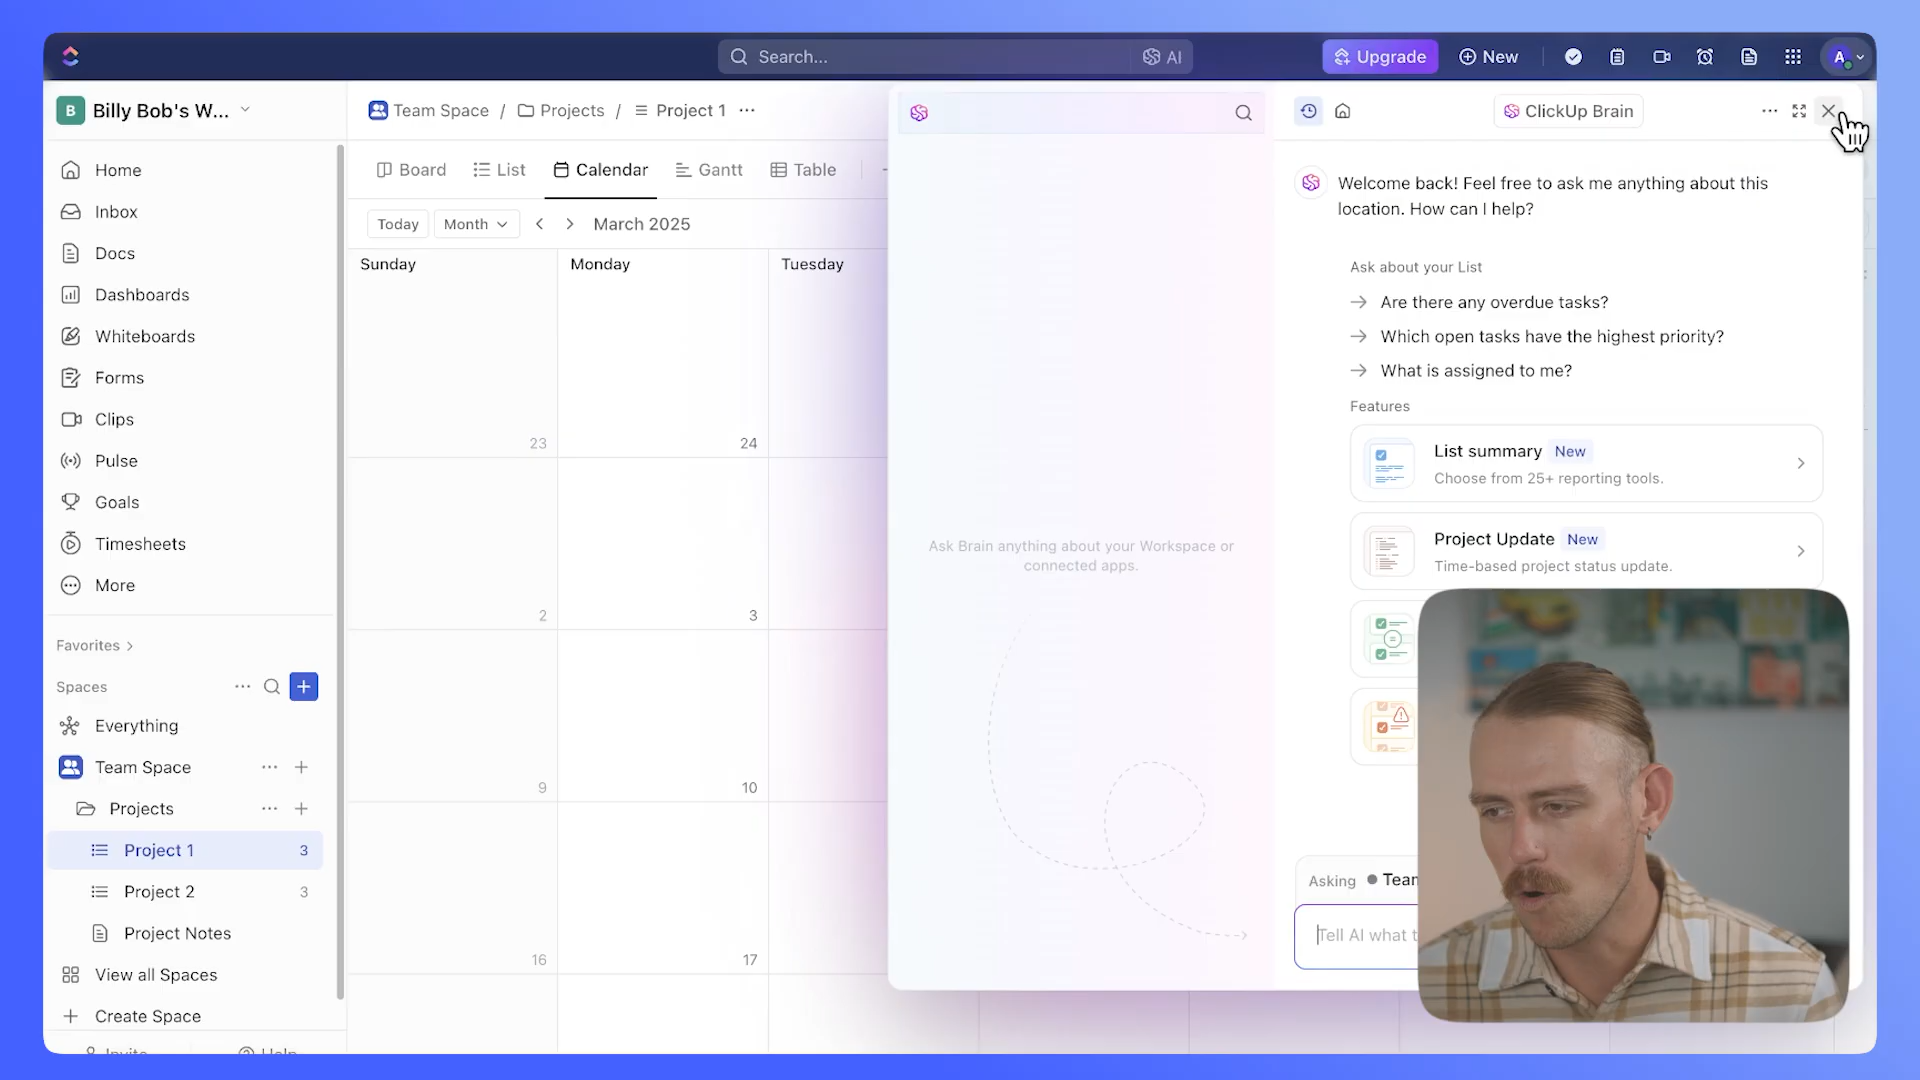 Search...
AI
Upgrade
New
A
B
Billy Bob's W...
Home
Inbox
Docs
Dashboards
Whiteboards
Forms
Clips
Pulse
Goals
Timesheets
More
Favorites
Spaces
Everything
Team Space
Projects
Project 1
3
Project 2
3
Project Notes
View all Spaces
Create Space
Invite
Help
Team Space / Projects / Project 1
Board
List
Calendar
Gantt
Table
Today
Month
March 2025
Sunday
Monday
Tuesday
23
24
2
3
9
10
16
17
Ask Brain anything about your Workspace or
connected apps.
ClickUp Brain
Welcome back! Feel free to ask me anything about this
location. How can I help?
Ask about your List
Are there any overdue tasks?
Which open tasks have the highest priority?
What is assigned to me?
Features
List summary New
Choose from 25+ reporting tools.
Project Update New
Time-based project status update.
Asking Team
Tell AI what t